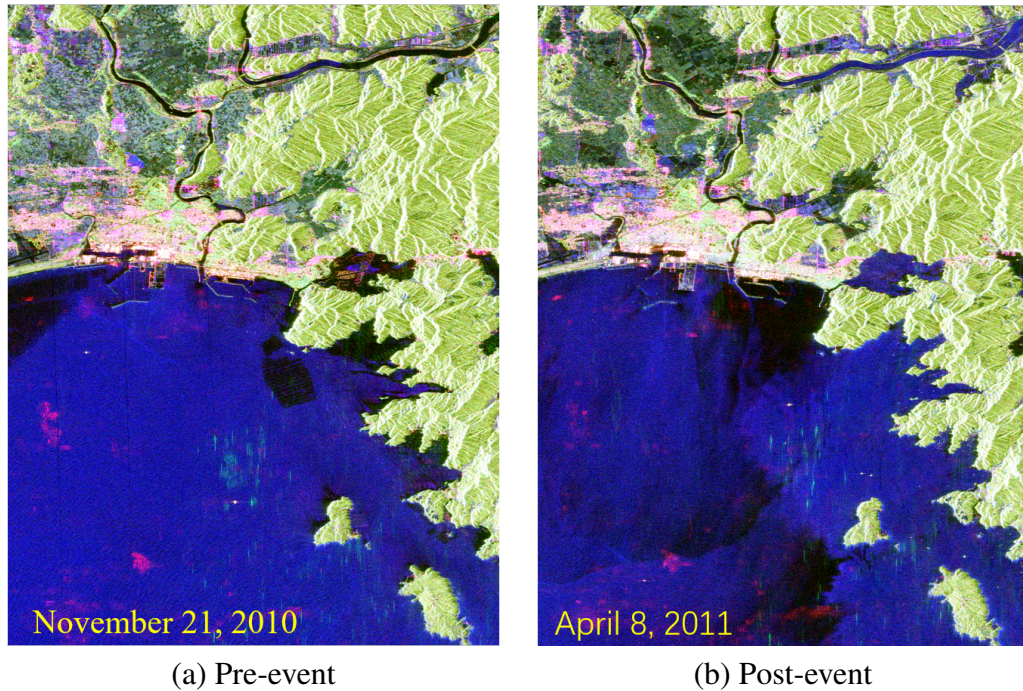 November 21, 2010
April 8, 2011
(a) Pre-event
(b) Post-event